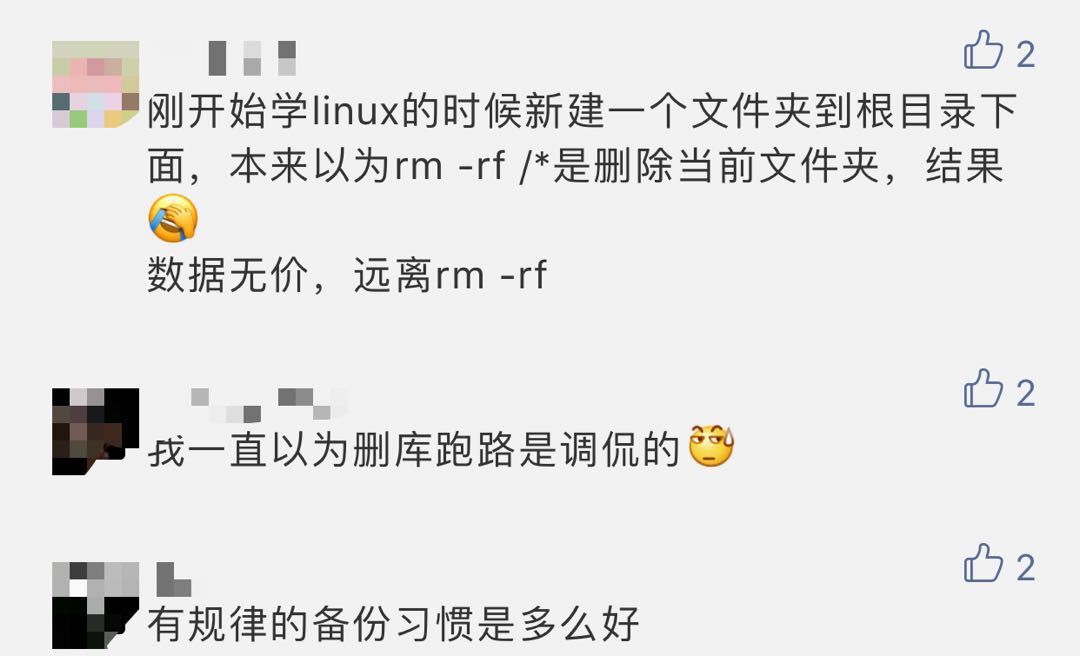 2
刚开始学linux的时候新建一个文件夹到根目录下
面，本来以为rm -rf /*是删除当前文件夹，结果
🤣
数据无价，远离rm -rf
2
我一直以为删库跑路是调侃的
2
有规律的备份习惯是多么好